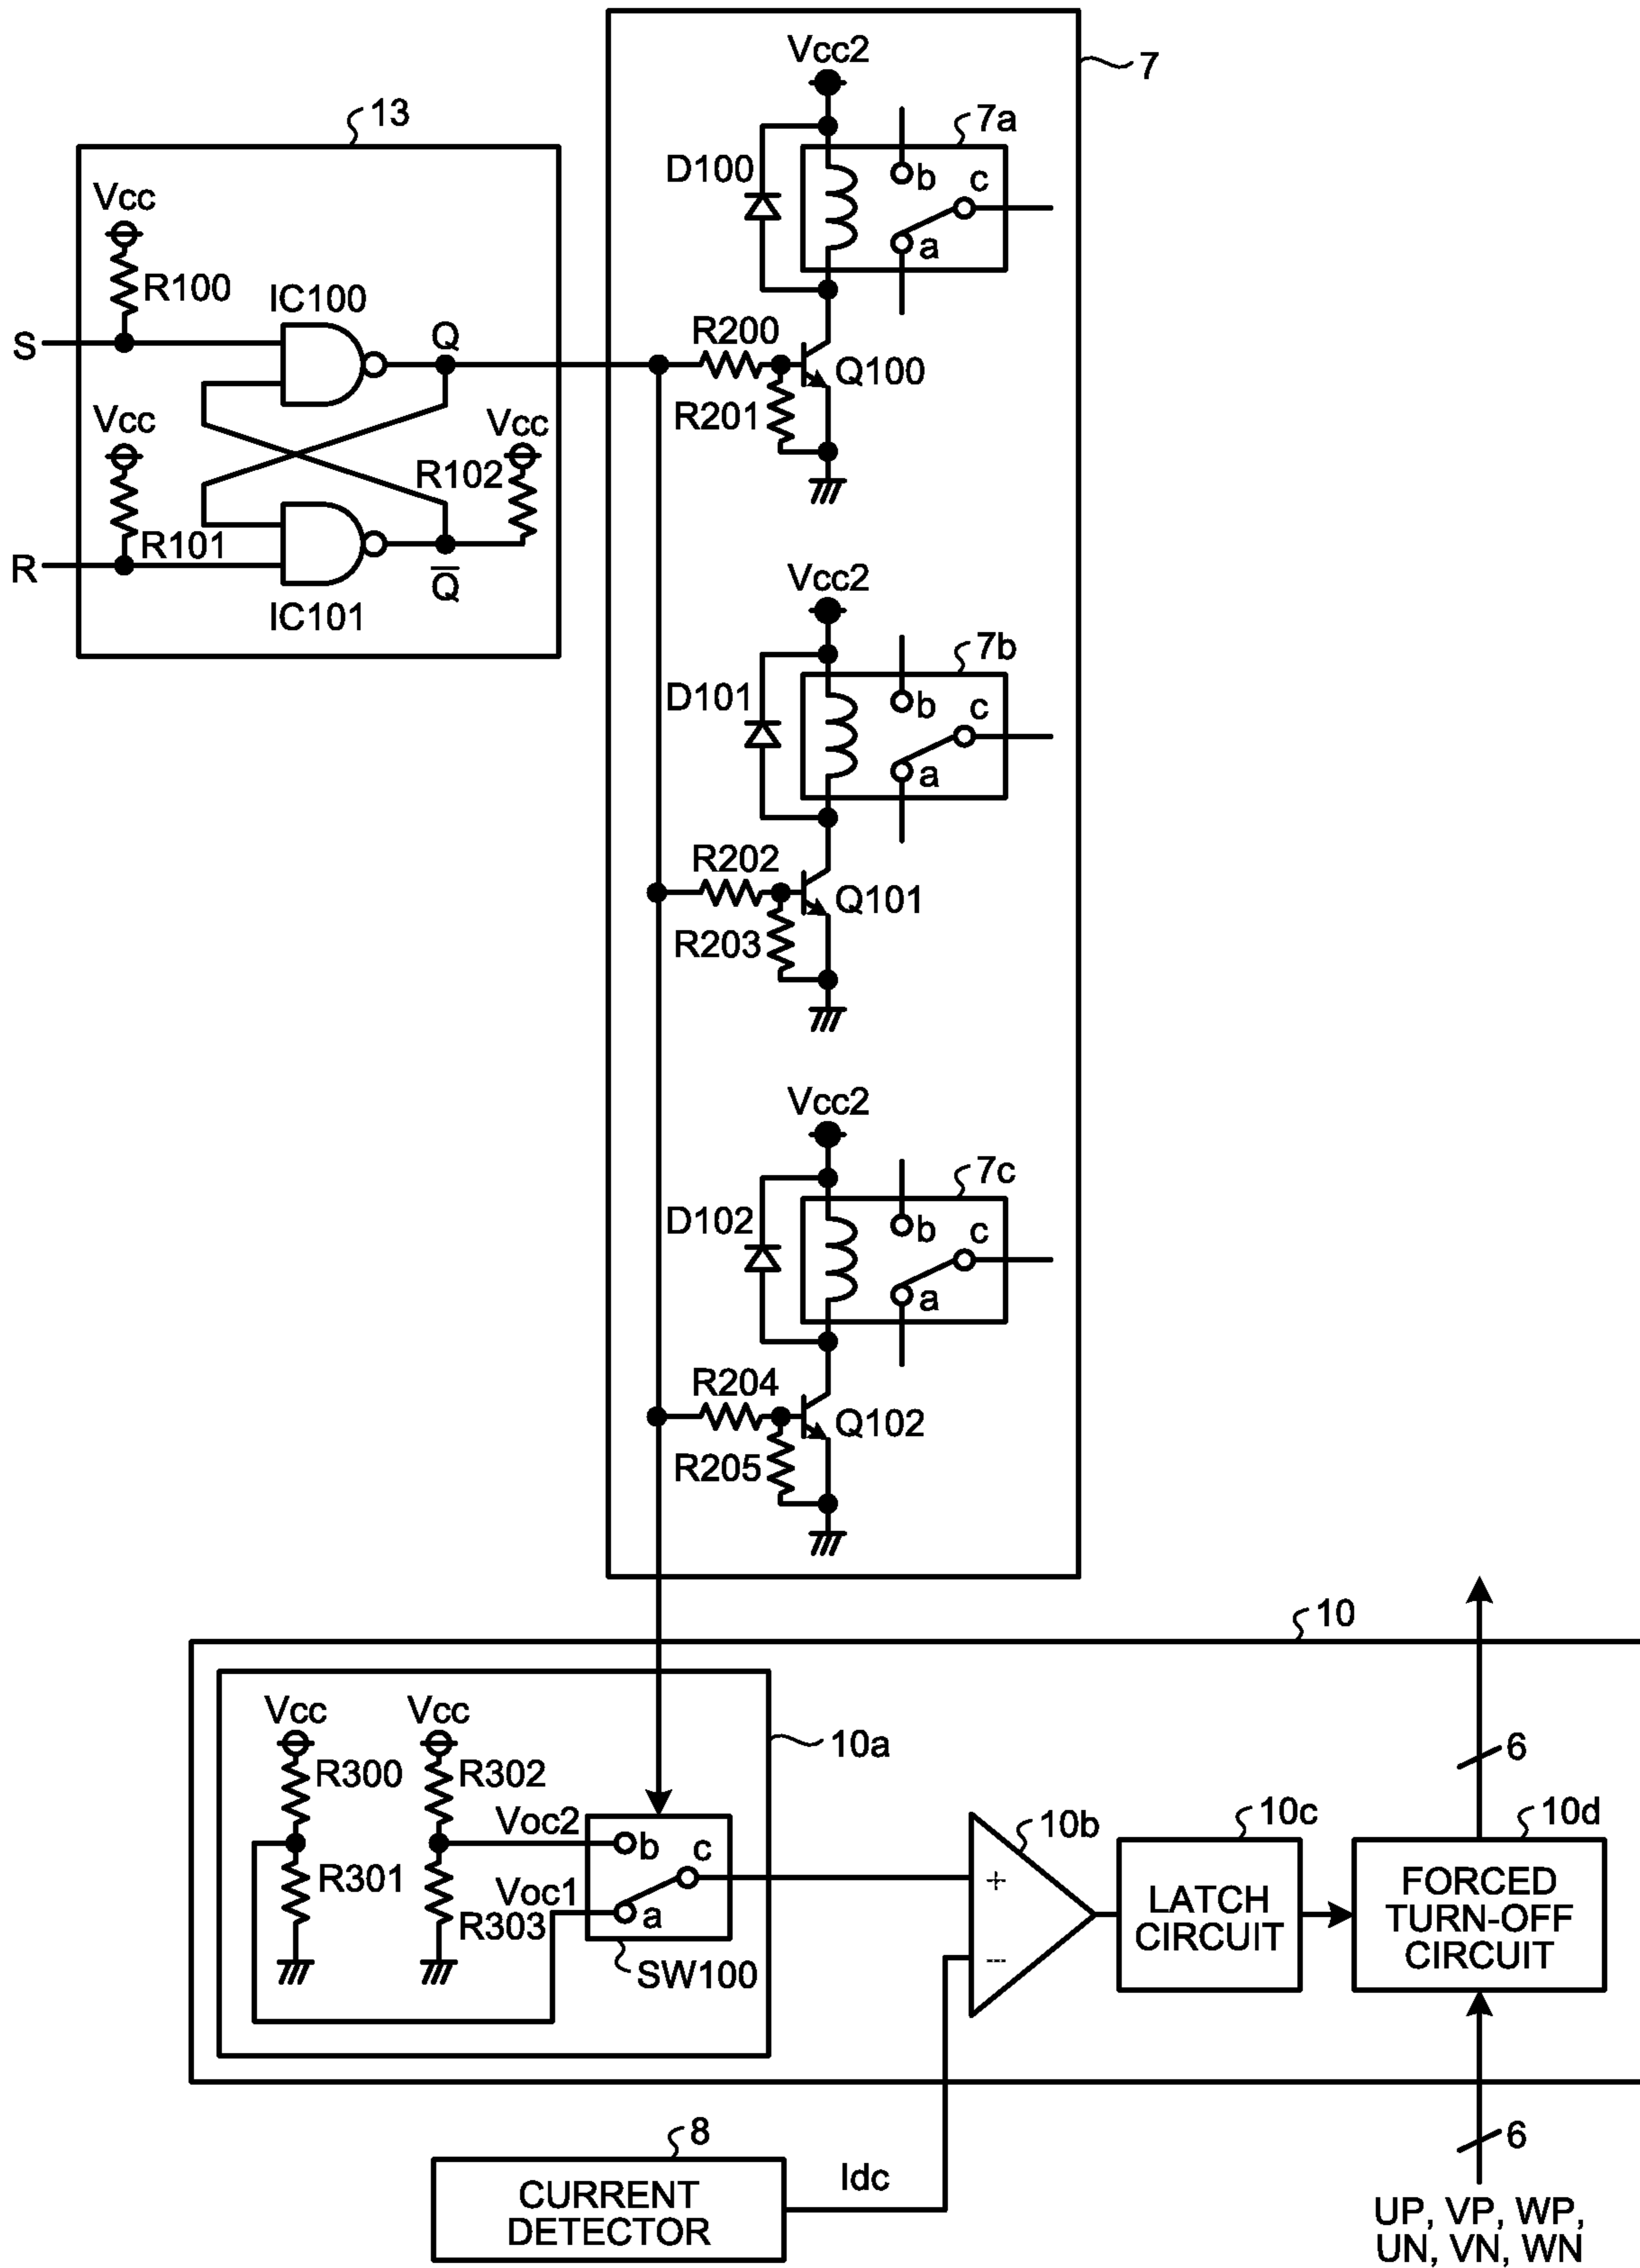 7
Vcc2
7a
D100
b
c
a
13
Vcc
R100
IC100
S
Q
R200
Q100
R201
Vcc
Vcc
R102
R101
R
Q̅
IC101
Vcc2
7b
D101
b
c
a
R202
Q101
R203
Vcc2
7c
D102
b
c
a
R204
Q102
R205
10
10a
Vcc
Vcc
R300
R302
Voc2
b
c
R301
Voc1
a
R303
SW100
10b
+
---
10c
LATCH
CIRCUIT
10d
FORCED
TURN-OFF
CIRCUIT
6
6
8
CURRENT
DETECTOR
Idc
UP, VP, WP,
UN, VN, WN